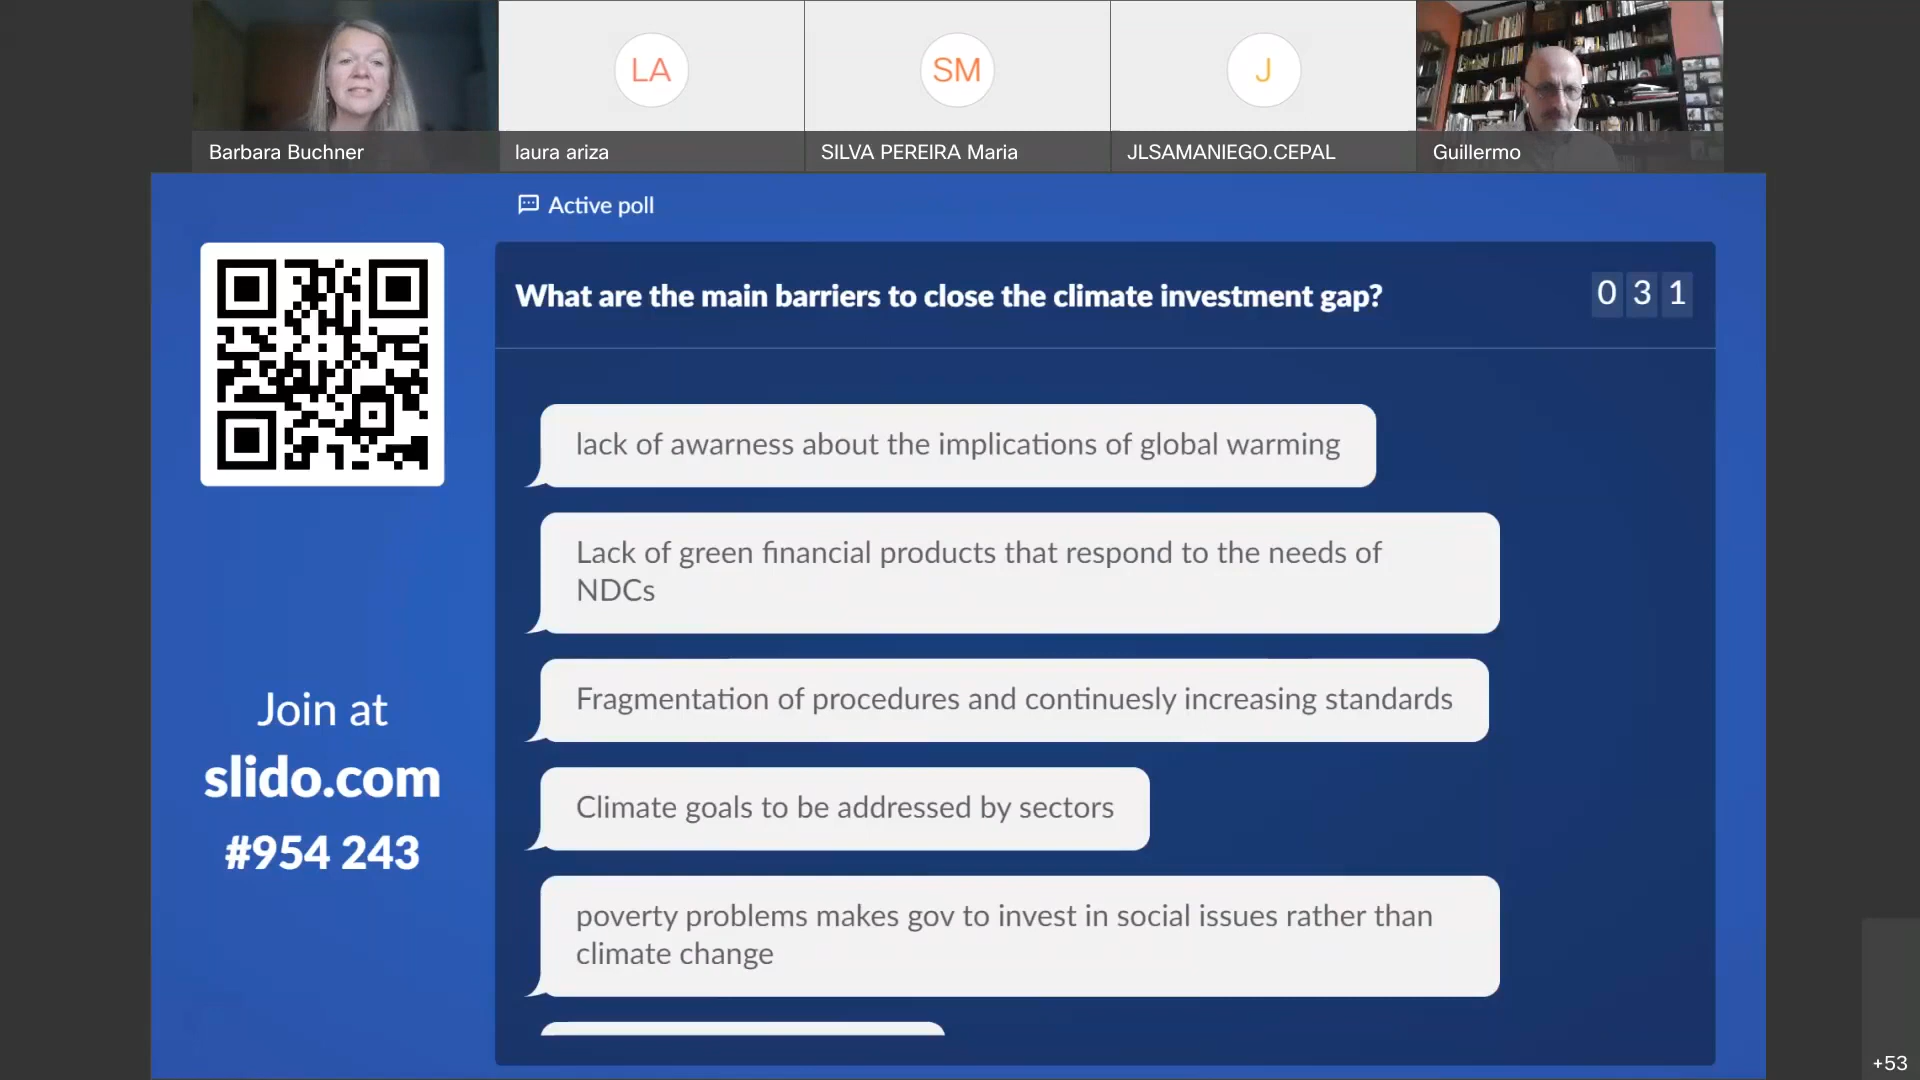 LA
SM
J
Barbara Buchner
laura ariza
SILVA PEREIRA Maria
JLSAMANIEGO.CEPAL
Guillermo
Active poll
What are the main barriers to close the climate investment gap?
0 3 1
lack of awarness about the implications of global warming
Lack of green financial products that respond to the needs of
NDCs
Fragmentation of procedures and continuesly increasing standards
Climate goals to be addressed by sectors
poverty problems makes gov to invest in social issues rather than
climate change
Join at
slido.com
#954 243
+53